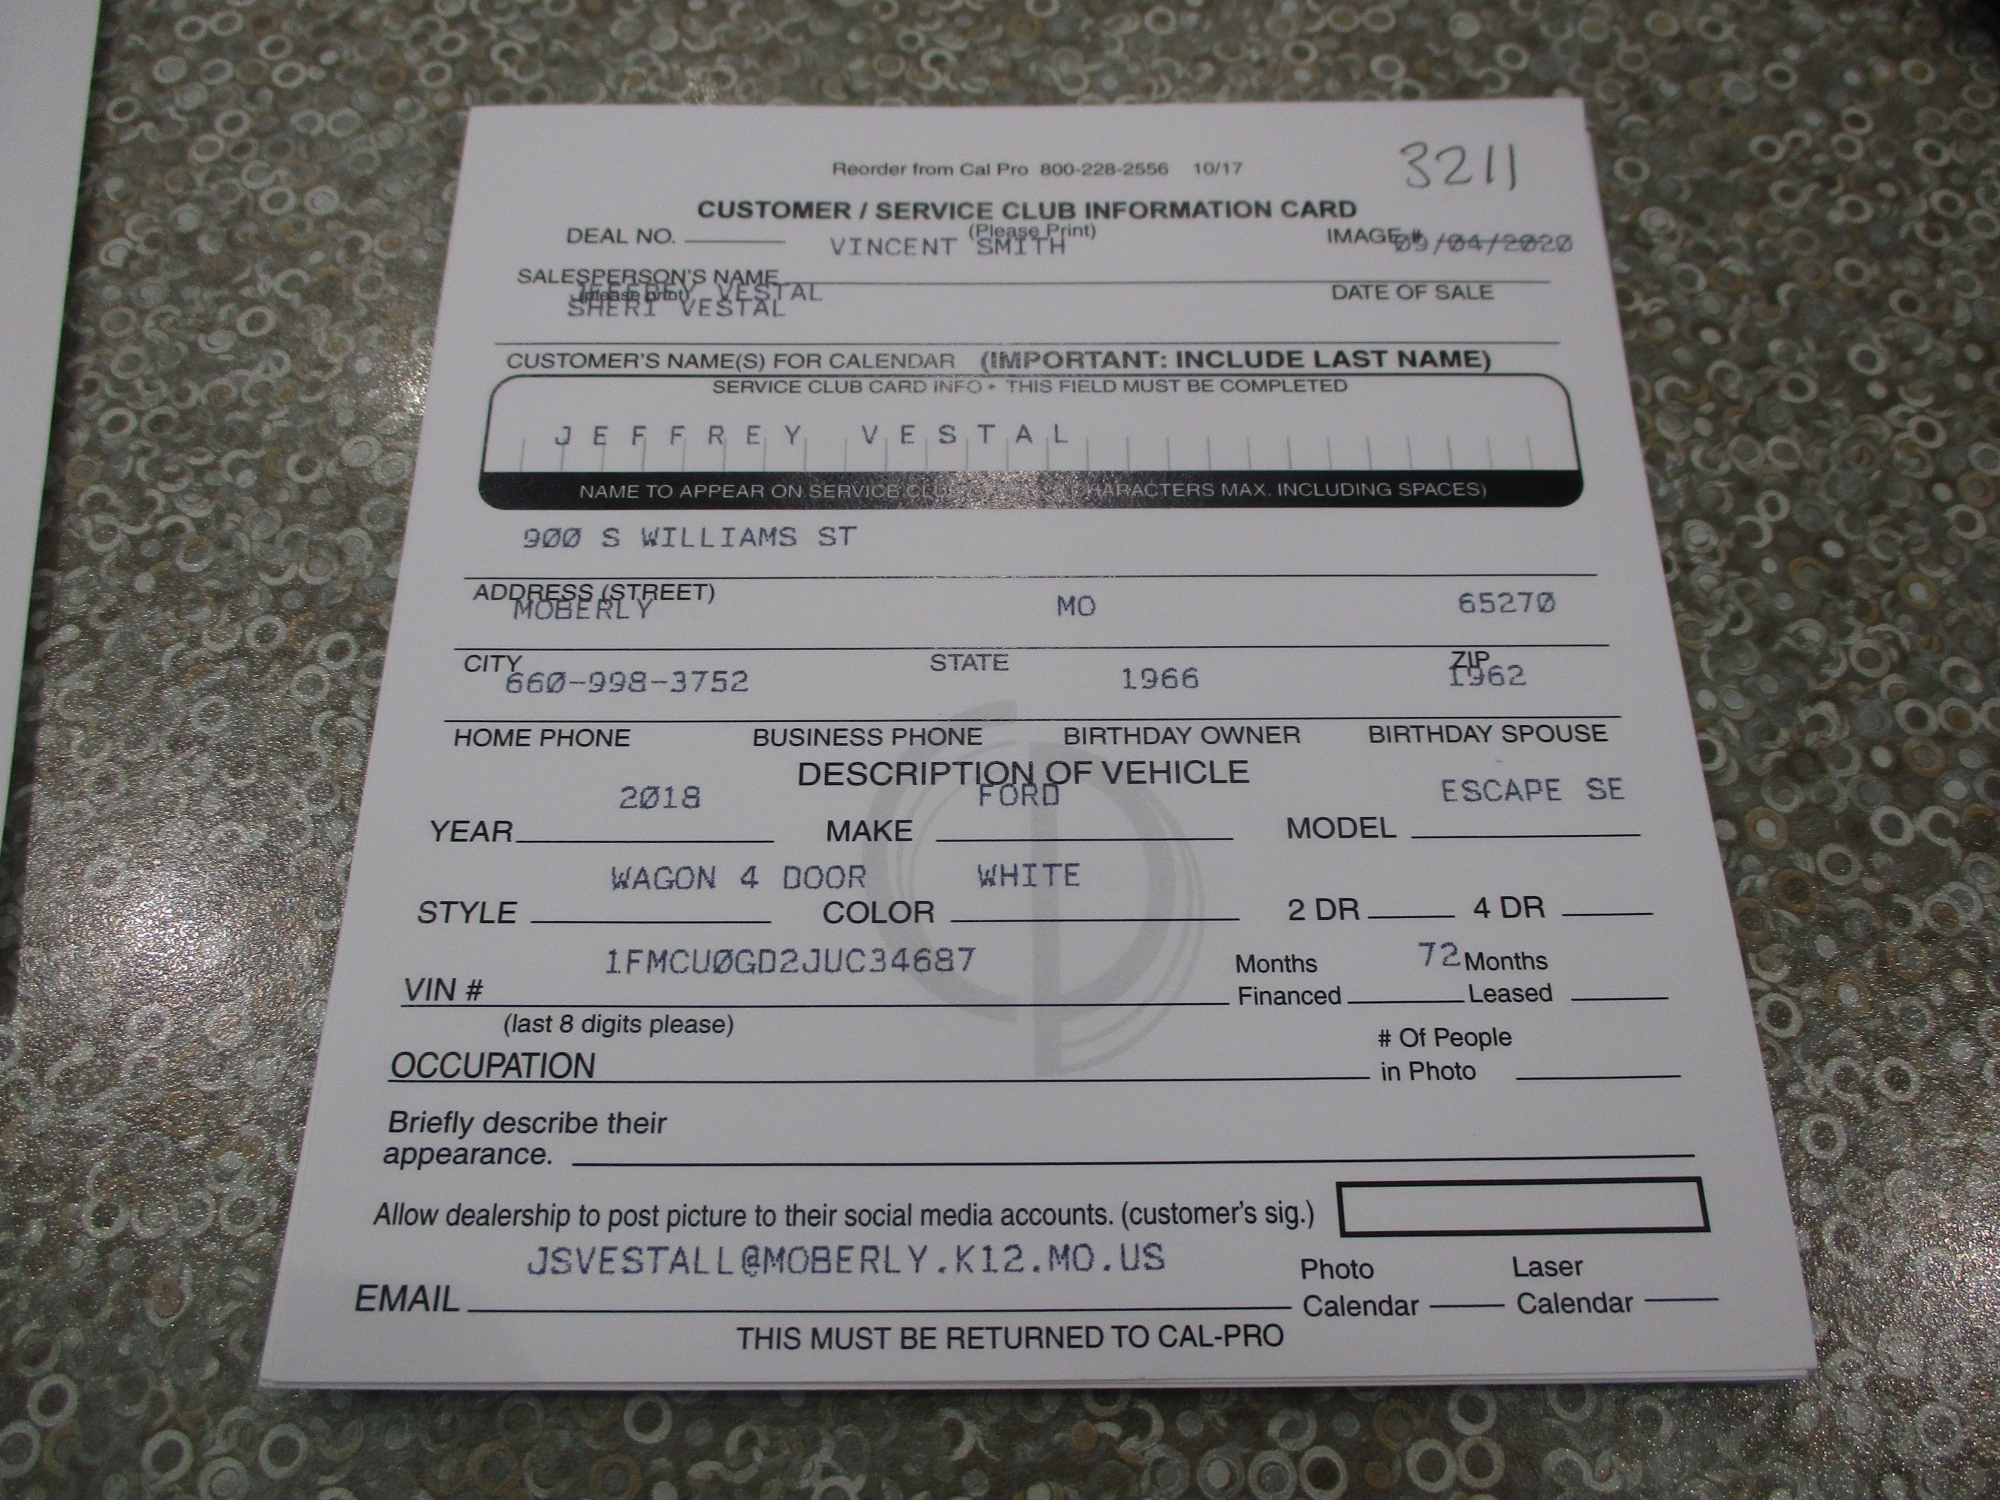 3211
Reorder from Cal Pro 800-228-2556 10/17
CUSTOMER / SERVICE CLUB INFORMATION CARD
(Please Print)
DEAL NO. VINCENT SMITH IMAGE # 09/04/2020
SALESPERSON'S NAME
(please print) JEFFREY VESTAL DATE OF SALE
SHERI VESTAL
CUSTOMER'S NAME(S) FOR CALENDAR (IMPORTANT: INCLUDE LAST NAME)
SERVICE CLUB CARD INFO • THIS FIELD MUST BE COMPLETED
JEFFREY VESTAL
NAME TO APPEAR ON SERVICE CLUB CHARACTERS MAX. INCLUDING SPACES)
900 S WILLIAMS ST
ADDRESS (STREET)
MOBERLY MO 65270
CITY STATE ZIP
660-998-3752 1966 1962
HOME PHONE BUSINESS PHONE BIRTHDAY OWNER BIRTHDAY SPOUSE
DESCRIPTION OF VEHICLE
2018 FORD ESCAPE SE
YEAR MAKE MODEL
WAGON 4 DOOR WHITE
STYLE COLOR 2 DR 4 DR
1FMCU0GD2JUC34687 Months 72 Months
VIN # Financed Leased
(last 8 digits please)
# Of People
OCCUPATION in Photo
Briefly describe their
appearance.
Allow dealership to post picture to their social media accounts. (customer's sig.)
JSVESTALL@MOBERLY.K12.MO.US Photo Laser
EMAIL Calendar Calendar
THIS MUST BE RETURNED TO CAL-PRO